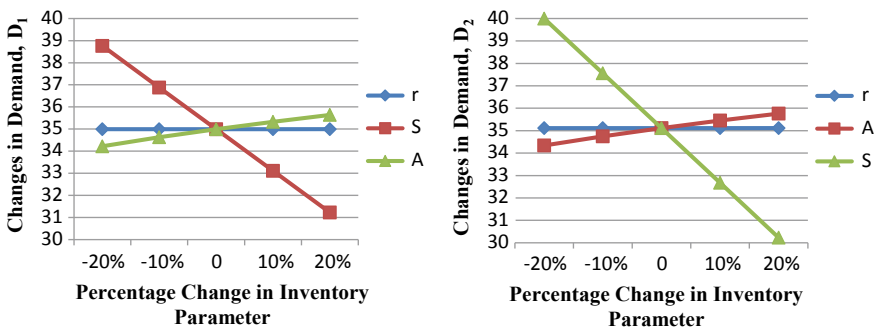 Changes in Demand, D1
40
39
38
37
36
35
34
33
32
31
30
-20% -10% 0 10% 20%
Percentage Change in Inventory
Parameter
r
S
A
Changes in Demand, D2
40
39
38
37
36
35
34
33
32
31
30
-20% -10% 0 10% 20%
Percentage Change in Inventory
Parameter
r
A
S